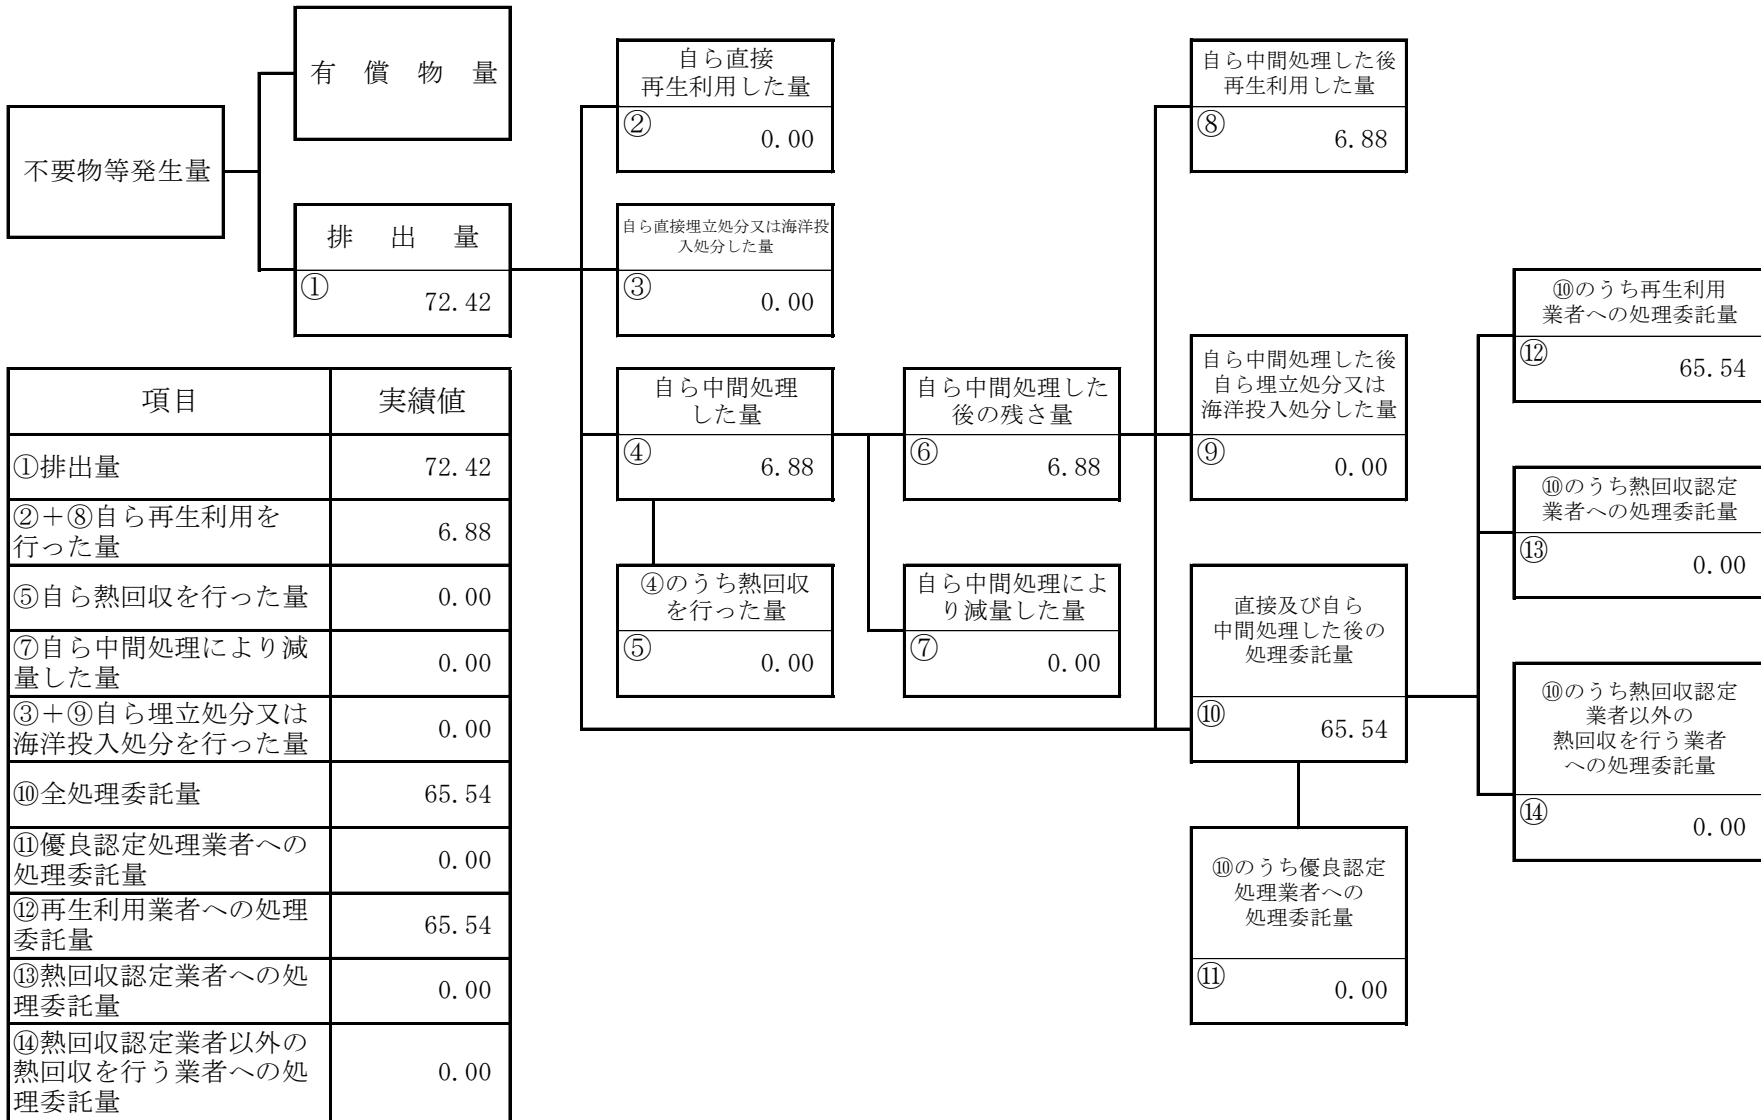 有償物量
不要物等発生量
排出量
①
72.42
自ら直接
再生利用した量
②
0.00
自ら直接埋立処分又は海洋投
入処分した量
③
0.00
自ら中間処理
した量
④
6.88
④のうち熱回収
を行った量
⑤
0.00
自ら中間処理した
後の残さ量
⑥
6.88
自ら中間処理によ
り減量した量
⑦
0.00
自ら中間処理した後
再生利用した量
⑧
6.88
自ら中間処理した後
自ら埋立処分又は
海洋投入処分した量
⑨
0.00
直接及び自ら
中間処理した後の
処理委託量
⑩
65.54
⑩のうち優良認定
処理業者への
処理委託量
⑪
0.00
⑩のうち再生利用
業者への処理委託量
⑫
65.54
⑩のうち熱回収認定
業者への処理委託量
⑬
0.00
⑩のうち熱回収認定
業者以外の
熱回収を行う業者
への処理委託量
⑭
0.00
項目 実績値
①排出量 72.42
②＋⑧自ら再生利用を
行った量 6.88
⑤自ら熱回収を行った量 0.00
⑦自ら中間処理により減
量した量 0.00
③＋⑨自ら埋立処分又は
海洋投入処分を行った量 0.00
⑩全処理委託量 65.54
⑪優良認定処理業者への
処理委託量 0.00
⑫再生利用業者への処理
委託量 65.54
⑬熱回収認定業者への処
理委託量 0.00
⑭熱回収認定業者以外の
熱回収を行う業者への処
理委託量 0.00